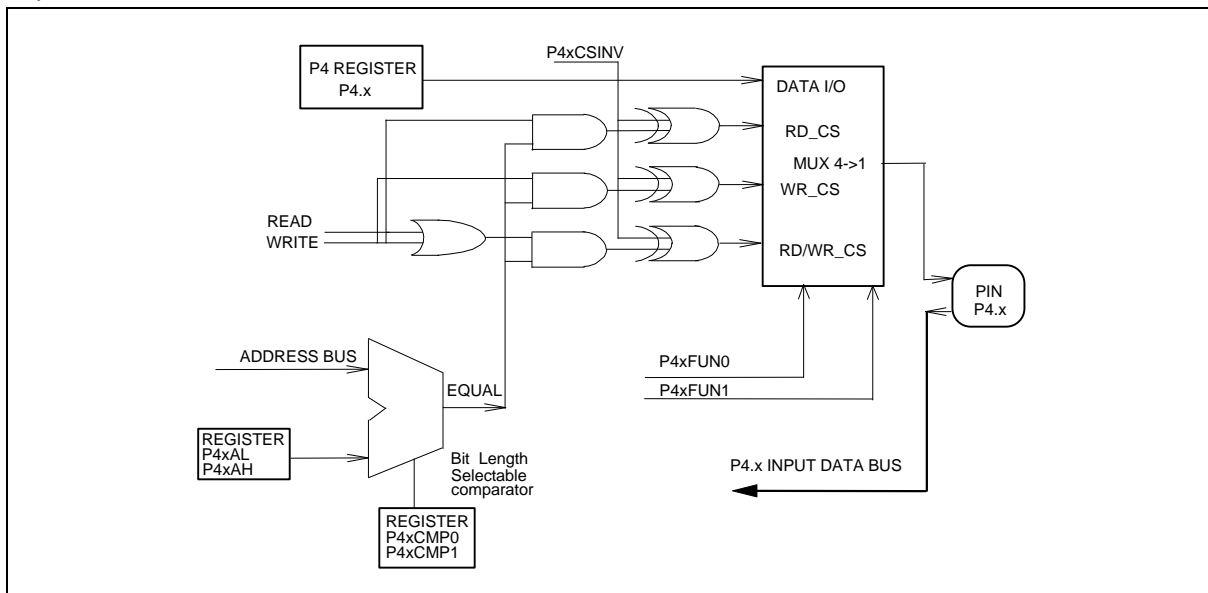 P4xCSINV
P4 REGISTER
P4.x
DATA I/O
RD_CS
MUX 4->1
WR_CS
READ
WRITE
RD/WR_CS
PIN
P4.x
ADDRESS BUS
P4xFUN0
EQUAL
P4xFUN1
REGISTER
P4xAL
P4xAH
Bit Length
Selectable
comparator
P4.x INPUT DATA BUS
REGISTER
P4xCMP0
P4xCMP1